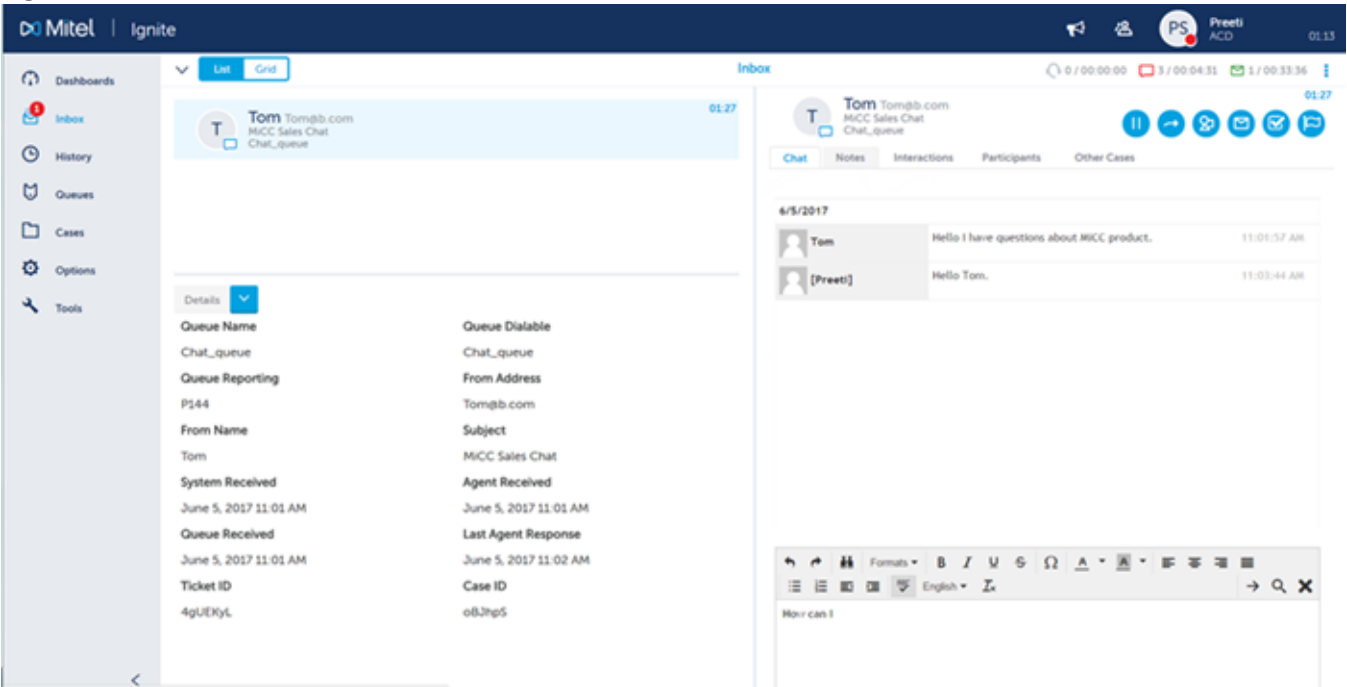 Mitel | Ignite
PS Preeti
ACD 01:13
Dashboards
1
Inbox
History
Queues
Cases
Options
Tools
List Grid
Inbox
0 / 00:00:00 3 / 00:04:31 1 / 00:33:36
T Tom Tom@b.com 01:27
MiCC Sales Chat
Chat_queue
Details
Queue Name Queue Dialable
Chat_queue Chat_queue
Queue Reporting From Address
P144 Tom@b.com
From Name Subject
Tom MiCC Sales Chat
System Received Agent Received
June 5, 2017 11:01 AM June 5, 2017 11:01 AM
Queue Received Last Agent Response
June 5, 2017 11:01 AM June 5, 2017 11:02 AM
Ticket ID Case ID
4gUEKyL oBJhpS
T Tom Tom@b.com 01:27
MiCC Sales Chat
Chat_queue
Chat Notes Interactions Participants Other Cases
6/5/2017
Tom Hello I have questions about MiCC product. 11:01:57 AM
[Preeti] Hello Tom. 11:03:44 AM
Formats B I U S Ω A A
English Tx
How can I